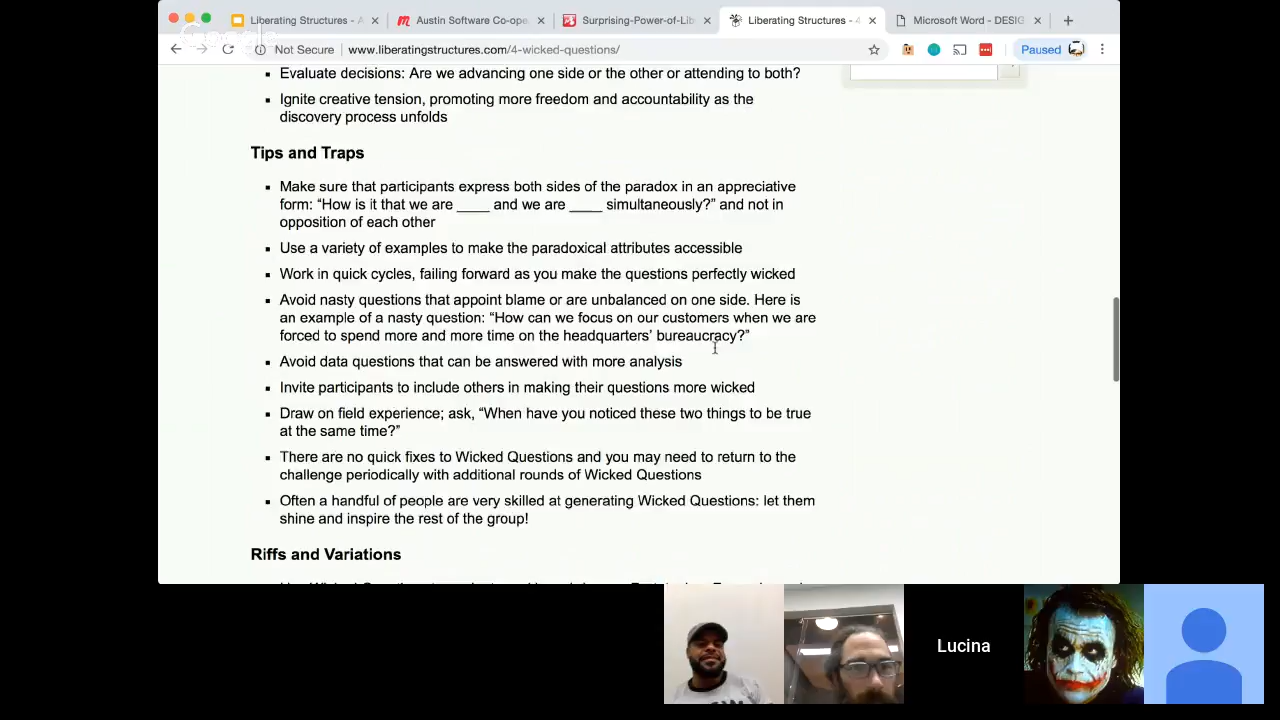 Liberating Structures - A
Austin Software Co-ope
Surprising-Power-of-Lib
Liberating Structures - 4
Microsoft Word - DESIG
Not Secure
www.liberatingstructures.com/4-wicked-questions/
Paused
Evaluate decisions: Are we advancing one side or the other or attending to both?
Ignite creative tension, promoting more freedom and accountability as the
discovery process unfolds
Tips and Traps
Make sure that participants express both sides of the paradox in an appreciative
form: “How is it that we are ____ and we are ____ simultaneously?” and not in
opposition of each other
Use a variety of examples to make the paradoxical attributes accessible
Work in quick cycles, failing forward as you make the questions perfectly wicked
Avoid nasty questions that appoint blame or are unbalanced on one side. Here is
an example of a nasty question: “How can we focus on our customers when we are
forced to spend more and more time on the headquarters’ bureaucracy?”
Avoid data questions that can be answered with more analysis
Invite participants to include others in making their questions more wicked
Draw on field experience; ask, “When have you noticed these two things to be true
at the same time?”
There are no quick fixes to Wicked Questions and you may need to return to the
challenge periodically with additional rounds of Wicked Questions
Often a handful of people are very skilled at generating Wicked Questions: let them
shine and inspire the rest of the group!
Riffs and Variations
Lucina